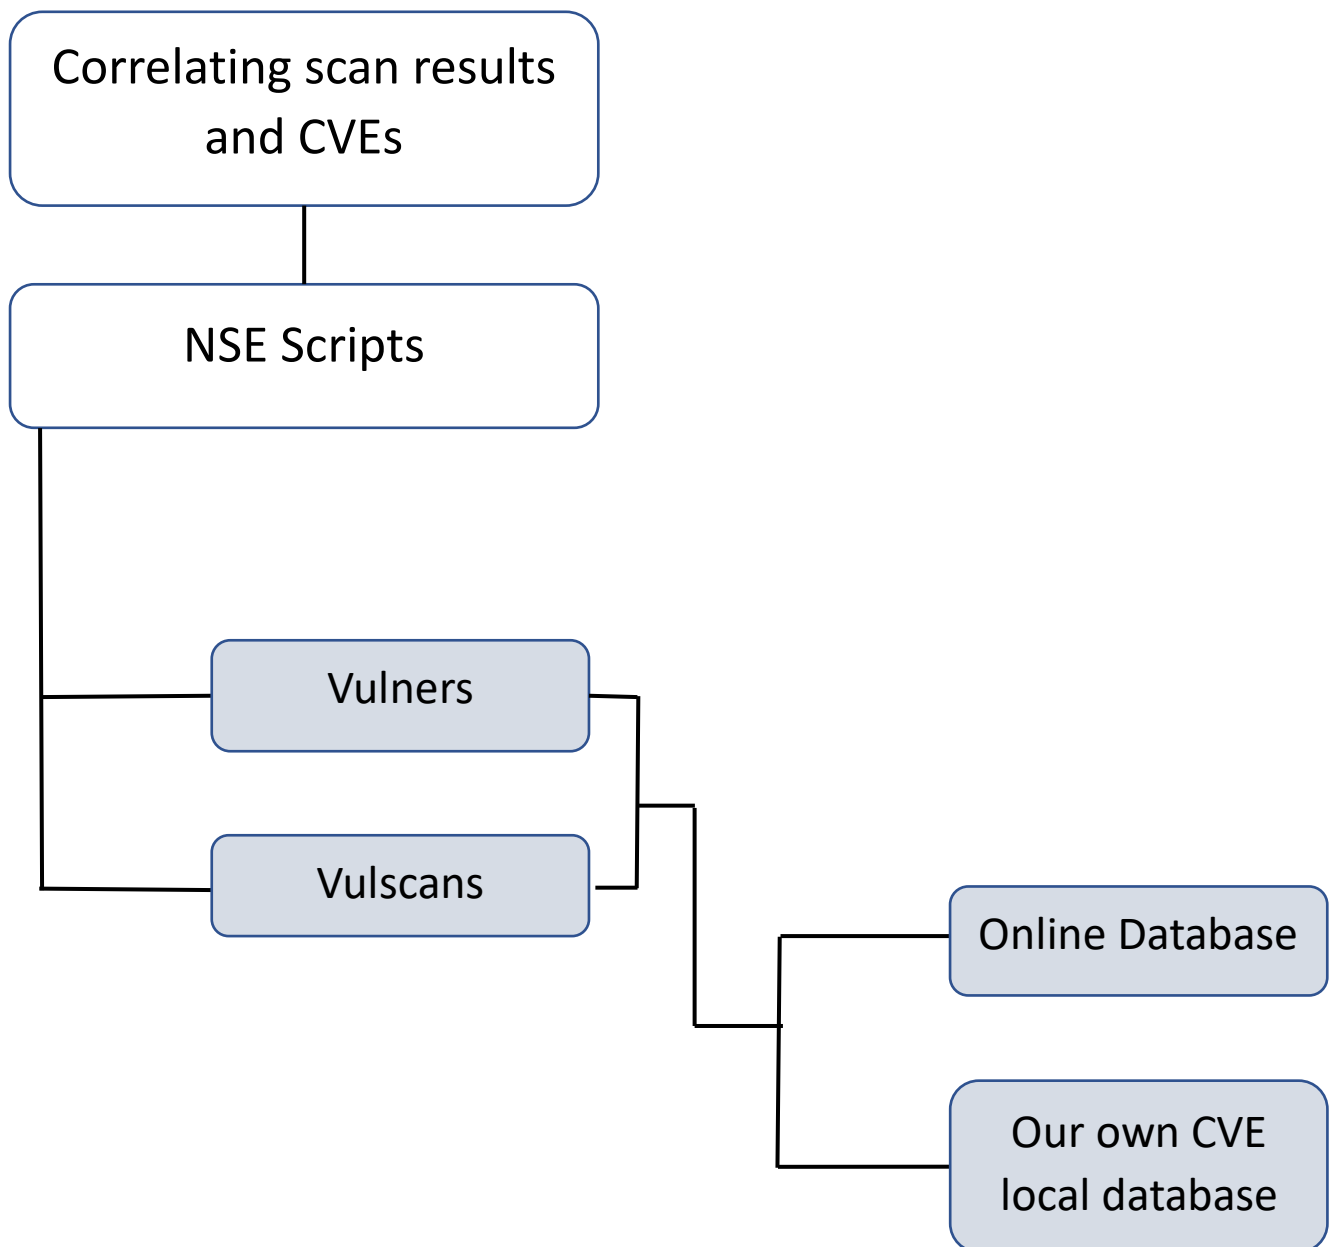 Correlating scan results
and CVEs
NSE Scripts
Vulners
Vulscans
Online Database
Our own CVE
local database